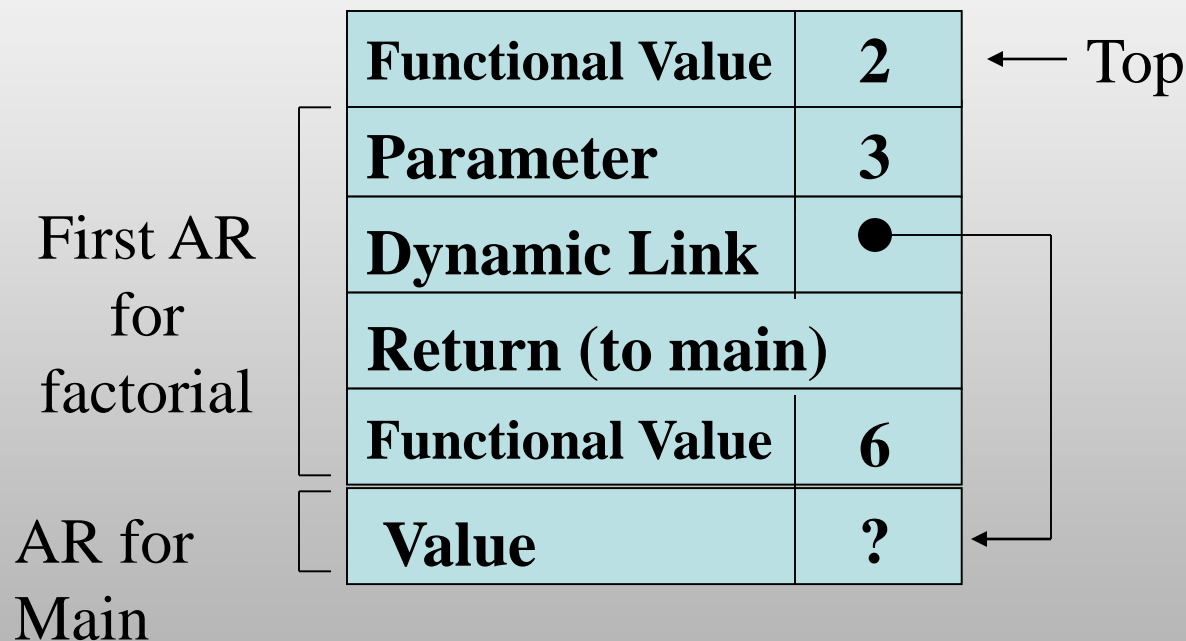 Functional Value 2 Top
Parameter 3
First AR
for
factorial
Dynamic Link
Return (to main)
Functional Value 6
AR for
Main
Value ?